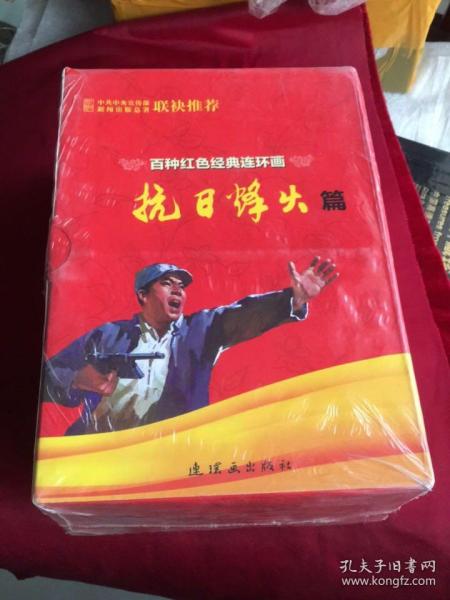 中共中央宣传部
新闻出版总署
联袂推荐
百种红色经典连环画
抗日烽火 篇
连环画出版社
孔夫子旧书网
www.kongfz.com